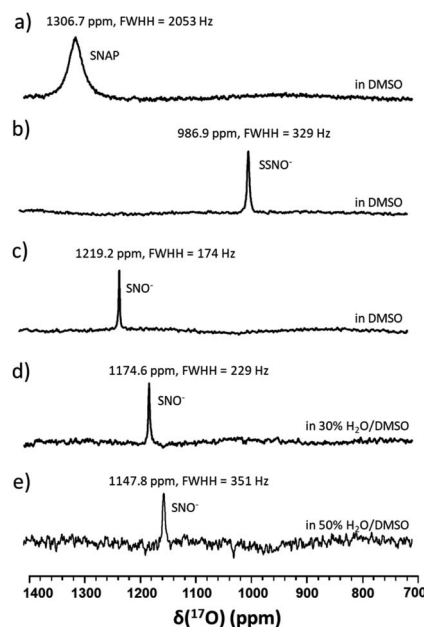 a)
1306.7 ppm, FWHH = 2053 Hz
SNAP
in DMSO
b)
986.9 ppm, FWHH = 329 Hz
SSNO⁻
in DMSO
c)
1219.2 ppm, FWHH = 174 Hz
SNO⁻
in DMSO
d)
1174.6 ppm, FWHH = 229 Hz
SNO⁻
in 30% H₂O/DMSO
e)
1147.8 ppm, FWHH = 351 Hz
SNO⁻
in 50% H₂O/DMSO
1400 1300 1200 1100 1000 900 800 700
δ(¹⁷O) (ppm)